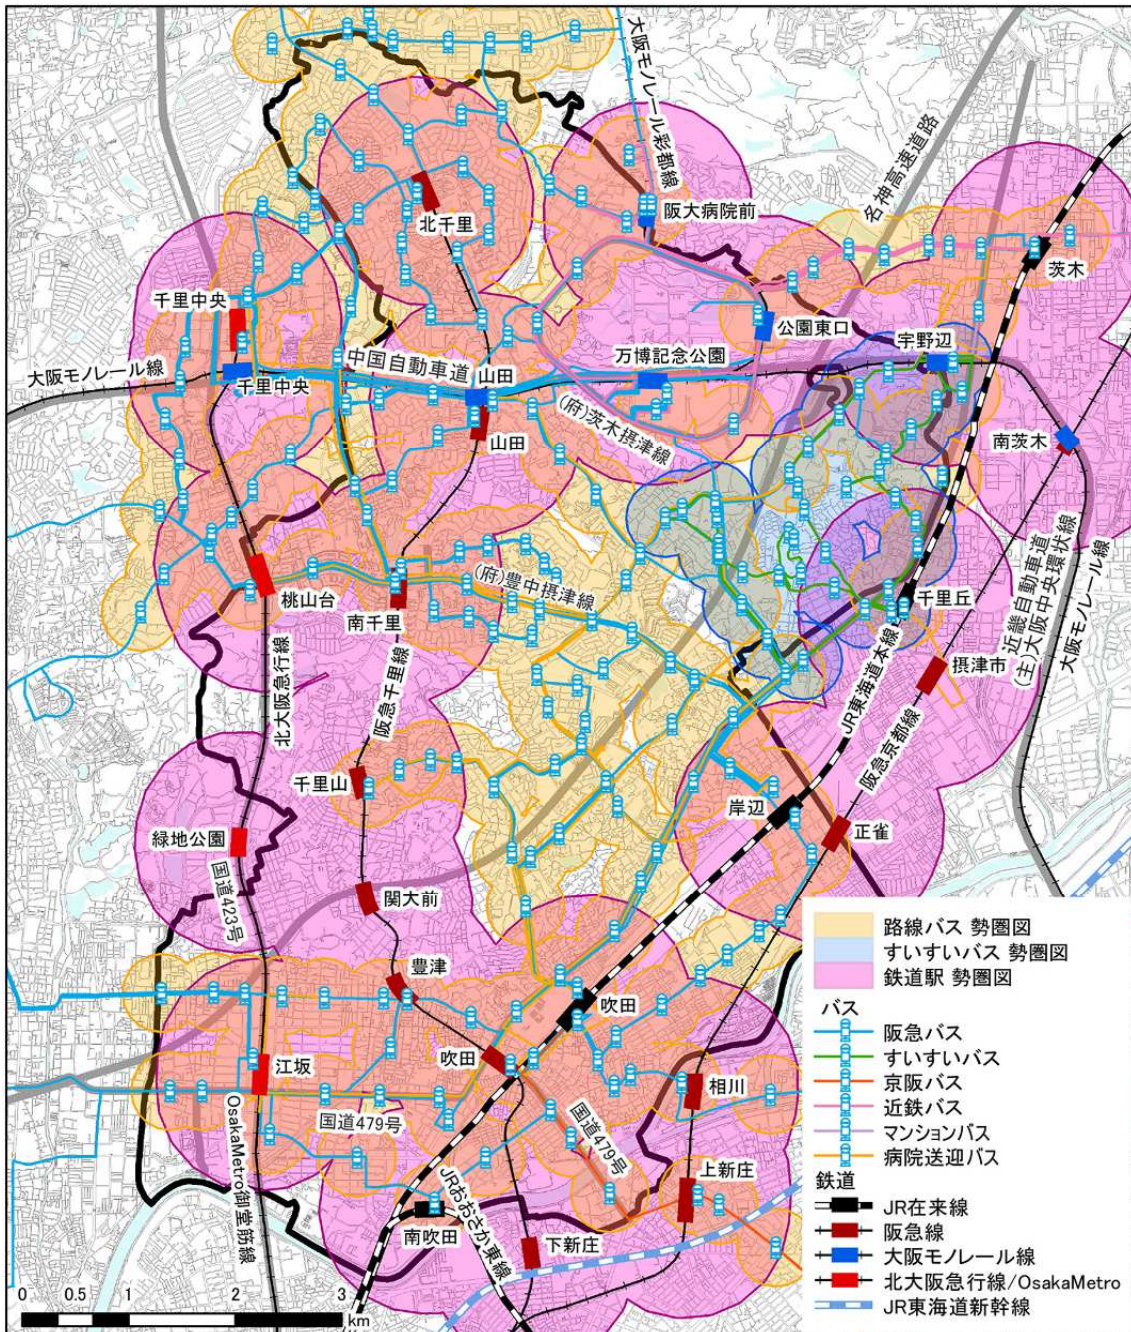 大阪モノレール彩都線
名神高速道路
阪大病院前
北千里
茨木
千里中央
公園東口
宇野辺
万博記念公園
中国自動車道
大阪モノレール線
千里中央
山田
(府)茨木摂津線
山田
南茨木
(府)豊中摂津線
千里丘
近畿自動車道
(主)大阪中央環状線
大阪モノレール線
桃山台
南千里
JR東海道本線
摂津市
北大阪急行線
阪急千里線
阪急京都線
千里山
岸辺
正雀
緑地公園
国道423号
関大前
豊津
吹田
吹田
江坂
相川
国道479号
国道479号
OsakaMetro御堂筋線
JRおおさか東線
上新庄
南吹田
下新庄
路線バス 勢圏図
すいすいバス 勢圏図
鉄道駅 勢圏図
バス
阪急バス
すいすいバス
京阪バス
近鉄バス
マンションバス
病院送迎バス
鉄道
JR在来線
阪急線
大阪モノレール線
北大阪急行線/OsakaMetro
JR東海道新幹線
0 0.5 1 2 3
km